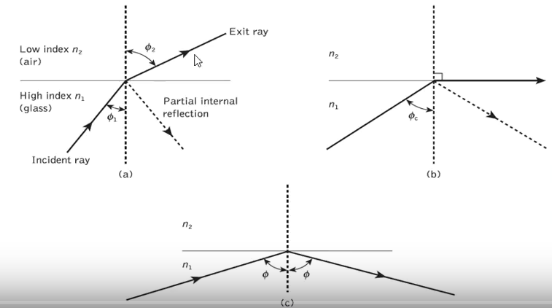 Exit ray
ϕ₂
Low index n₂
(air)
High index n₁
(glass)
ϕ₁
Partial internal
reflection
Incident ray
(a)
n₂
n₁
ϕc
(b)
n₂
n₁
ϕ ϕ
(c)